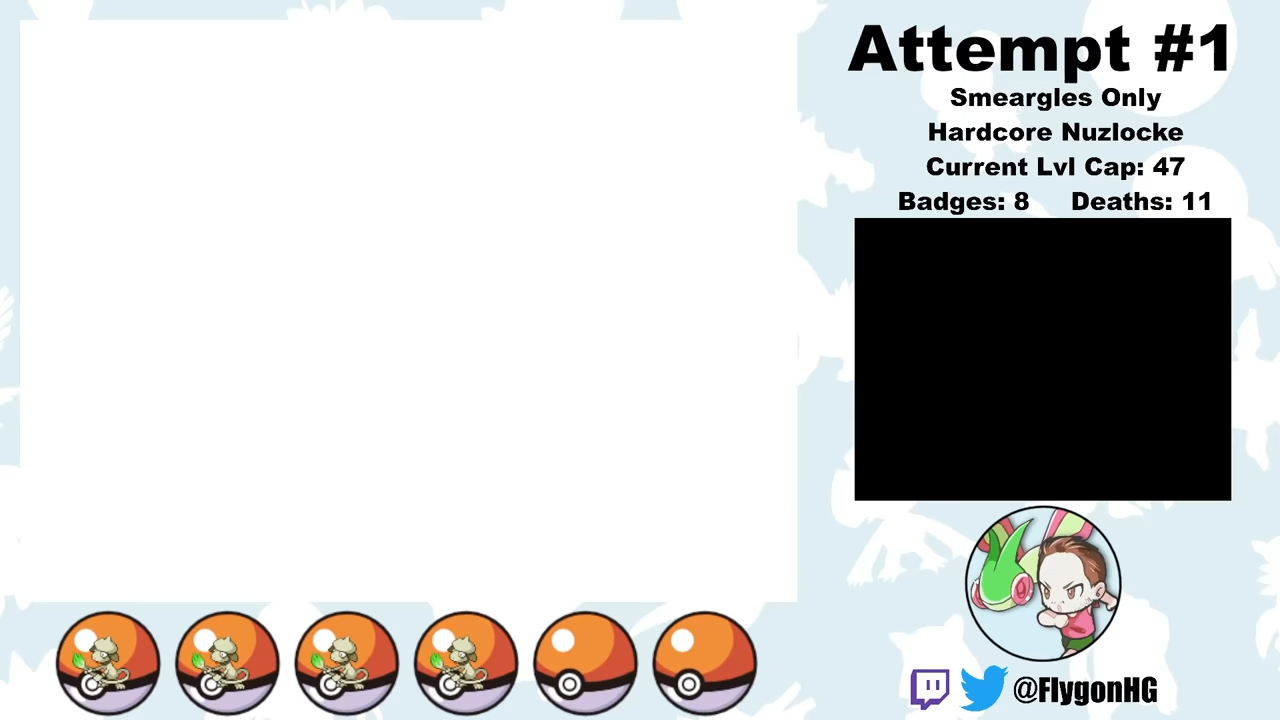 Attempt #1
Smeargles Only
Hardcore Nuzlocke
Current Lvl Cap: 47
Badges: 8 Deaths: 11
@FlygonHG